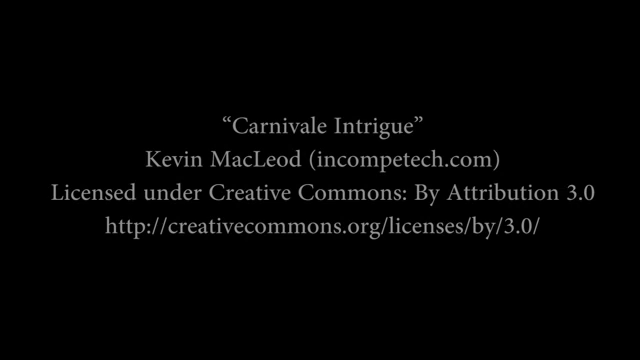 “Carnivale Intrigue”
Kevin MacLeod (incompetech.com)
Licensed under Creative Commons: By Attribution 3.0
http://creativecommons.org/licenses/by/3.0/